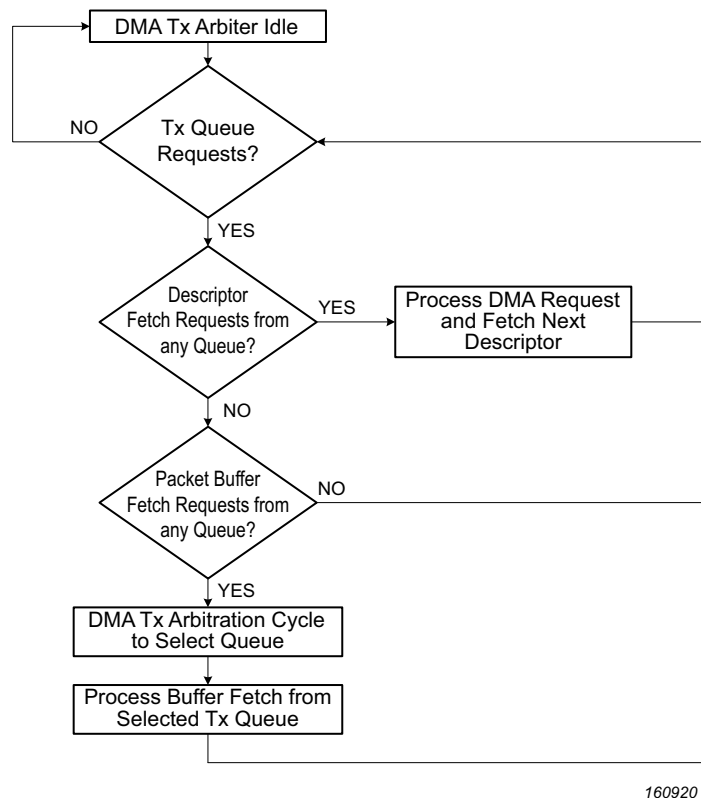 DMA Tx Arbiter Idle
NO
Tx Queue
Requests?
YES
Descriptor
Fetch Requests from
any Queue?
YES
Process DMA Request
and Fetch Next
Descriptor
NO
Packet Buffer
Fetch Requests from
any Queue?
NO
YES
DMA Tx Arbitration Cycle
to Select Queue
Process Buffer Fetch from
Selected Tx Queue
160920